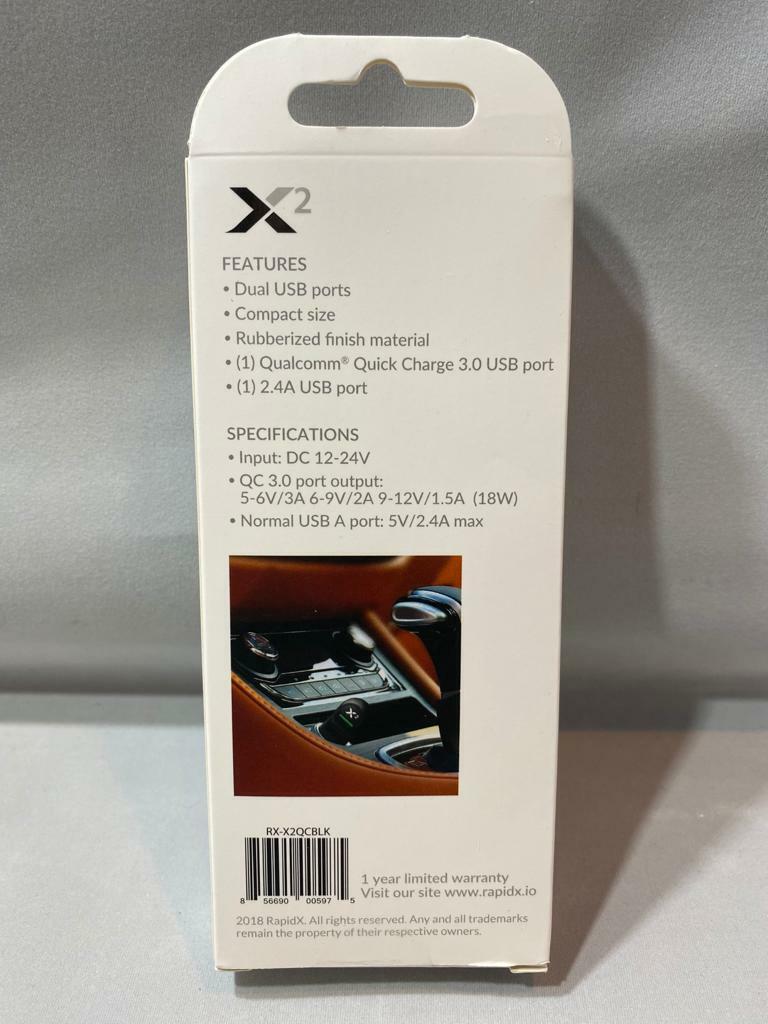 X2
FEATURES
• Dual USB ports
• Compact size
• Rubberized finish material
• (1) Qualcomm® Quick Charge 3.0 USB port
• (1) 2.4A USB port
SPECIFICATIONS
• Input: DC 12-24V
• QC 3.0 port output:
5-6V/3A 6-9V/2A 9-12V/1.5A (18W)
• Normal USB A port: 5V/2.4A max
X2
RX-X2QCBLK
8 56690 00597 5
1 year limited warranty
Visit our site www.rapidx.io
2018 RapidX. All rights reserved. Any and all trademarks
remain the property of their respective owners.